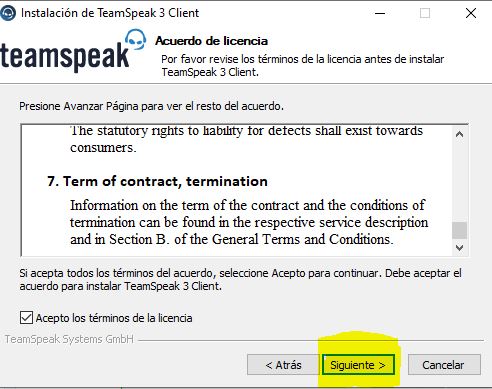 Instalación de TeamSpeak 3 Client
teamspeak
Acuerdo de licencia
Por favor revise los términos de la licencia antes de instalar
TeamSpeak 3 Client.
Presione Avanzar Página para ver el resto del acuerdo.
The statutory rights to liability for defects shall exist towards
consumers.
7. Term of contract, termination
Information on the term of the contract and the conditions of
termination can be found in the respective service description
and in Section B. of the General Terms and Conditions.
Si acepta todos los términos del acuerdo, seleccione Acepto para continuar. Debe aceptar el
acuerdo para instalar TeamSpeak 3 Client.
Acepto los términos de la licencia
TeamSpeak Systems GmbH
< Atrás
Siguiente >
Cancelar